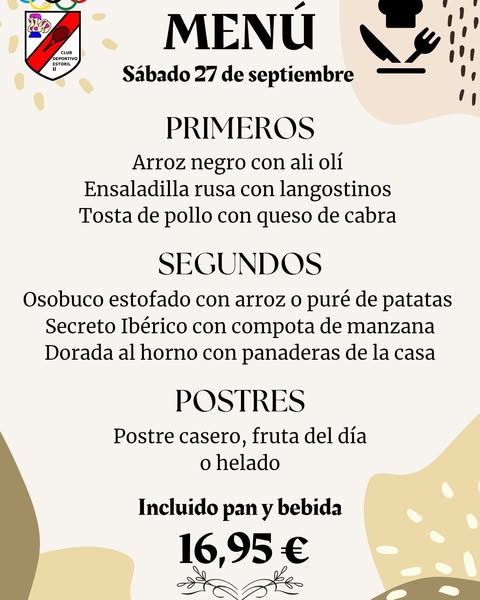 MENÚ
CLUB
DEPORTIVO
ESTORIL
II
Sábado 27 de septiembre
PRIMEROS
Arroz negro con ali olí
Ensaladilla rusa con langostinos
Tosta de pollo con queso de cabra
SEGUNDOS
Osobuco estofado con arroz o puré de patatas
Secreto Ibérico con compota de manzana
Dorada al horno con panaderas de la casa
POSTRES
Postre casero, fruta del día
o helado
Incluido pan y bebida
16,95 €